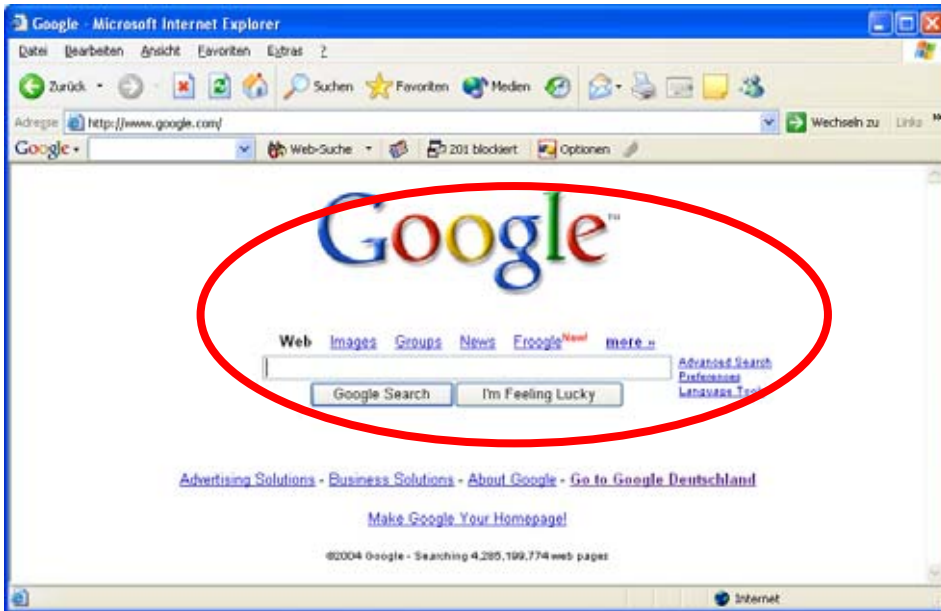 Google - Microsoft Internet Explorer
Datei Bearbeiten Ansicht Favoriten Extras ?
Zurück Suchen Favoriten Medien
Adresse http://www.google.com/ Wechseln zu Links
Google Web-Suche 201 blockiert Optionen
Google™
Web Images Groups News Froogle New! more »
Advanced Search
Preferences
Language Tools
Google Search I'm Feeling Lucky
Advertising Solutions - Business Solutions - About Google - Go to Google Deutschland
Make Google Your Homepage!
©2004 Google - Searching 4,285,199,774 web pages
Internet